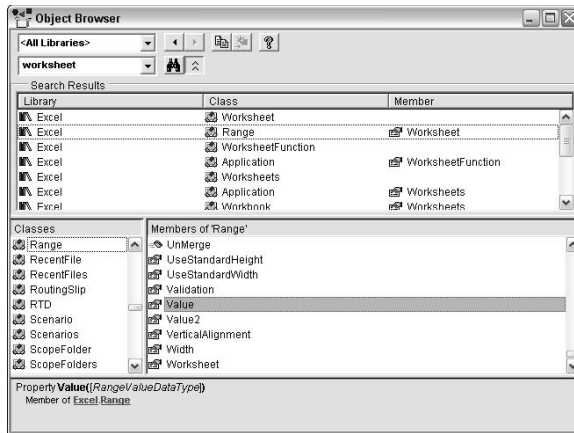 Object Browser
<All Libraries>
worksheet
Search Results
Library Class Member
Excel Worksheet
Excel Range Worksheet
Excel WorksheetFunction
Excel Application WorksheetFunction
Excel Worksheets
Excel Application Worksheets
Excel Workbook Worksheets
Classes Members of 'Range'
Range UnMerge
RecentFile UseStandardHeight
RecentFiles UseStandardWidth
RoutingSlip Validation
RTD Value
Scenario Value2
Scenarios VerticalAlignment
ScopeFolder Width
ScopeFolders Worksheet
Property Value([RangeValueDataType])
Member of Excel.Range